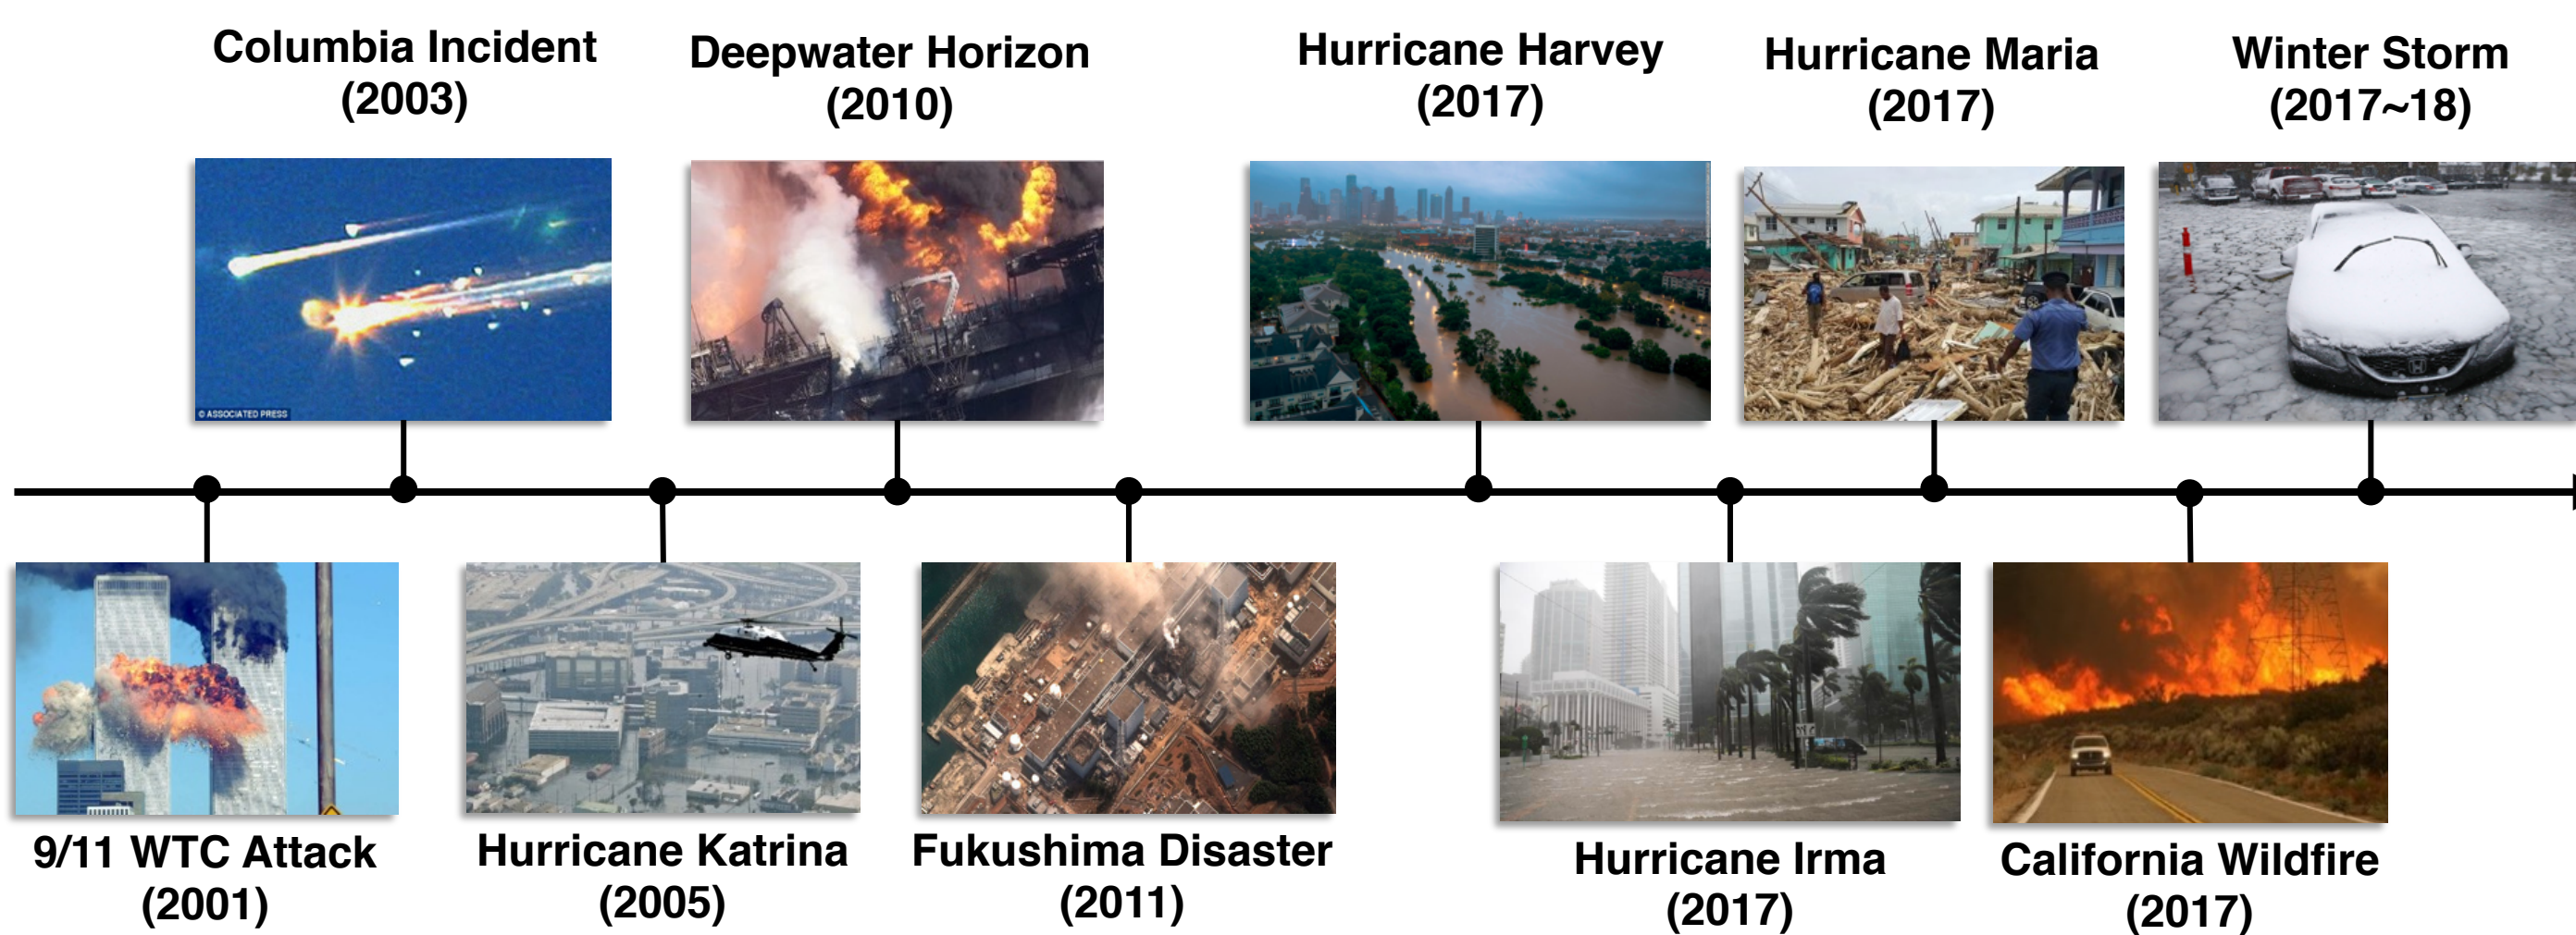 Columbia Incident
(2003)
Deepwater Horizon
(2010)
Hurricane Harvey
(2017)
Hurricane Maria
(2017)
Winter Storm
(2017~18)
© ASSOCIATED PRESS
9/11 WTC Attack
(2001)
Hurricane Katrina
(2005)
Fukushima Disaster
(2011)
Hurricane Irma
(2017)
California Wildfire
(2017)